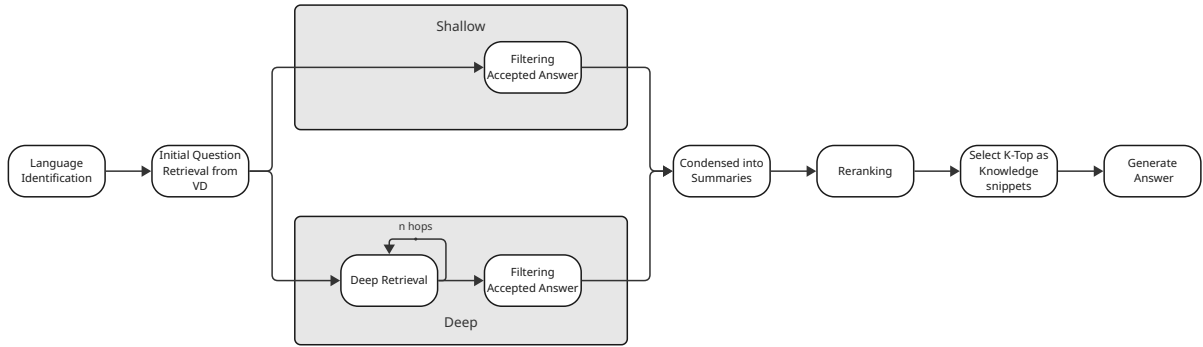 Shallow
Filtering
Accepted Answer
Language
Identification
Initial Question
Retrieval from
VD
Condensed into
Summaries
Reranking
Select K-Top as
Knowledge
snippets
Generate
Answer
n hops
Deep Retrieval
Filtering
Accepted Answer
Deep